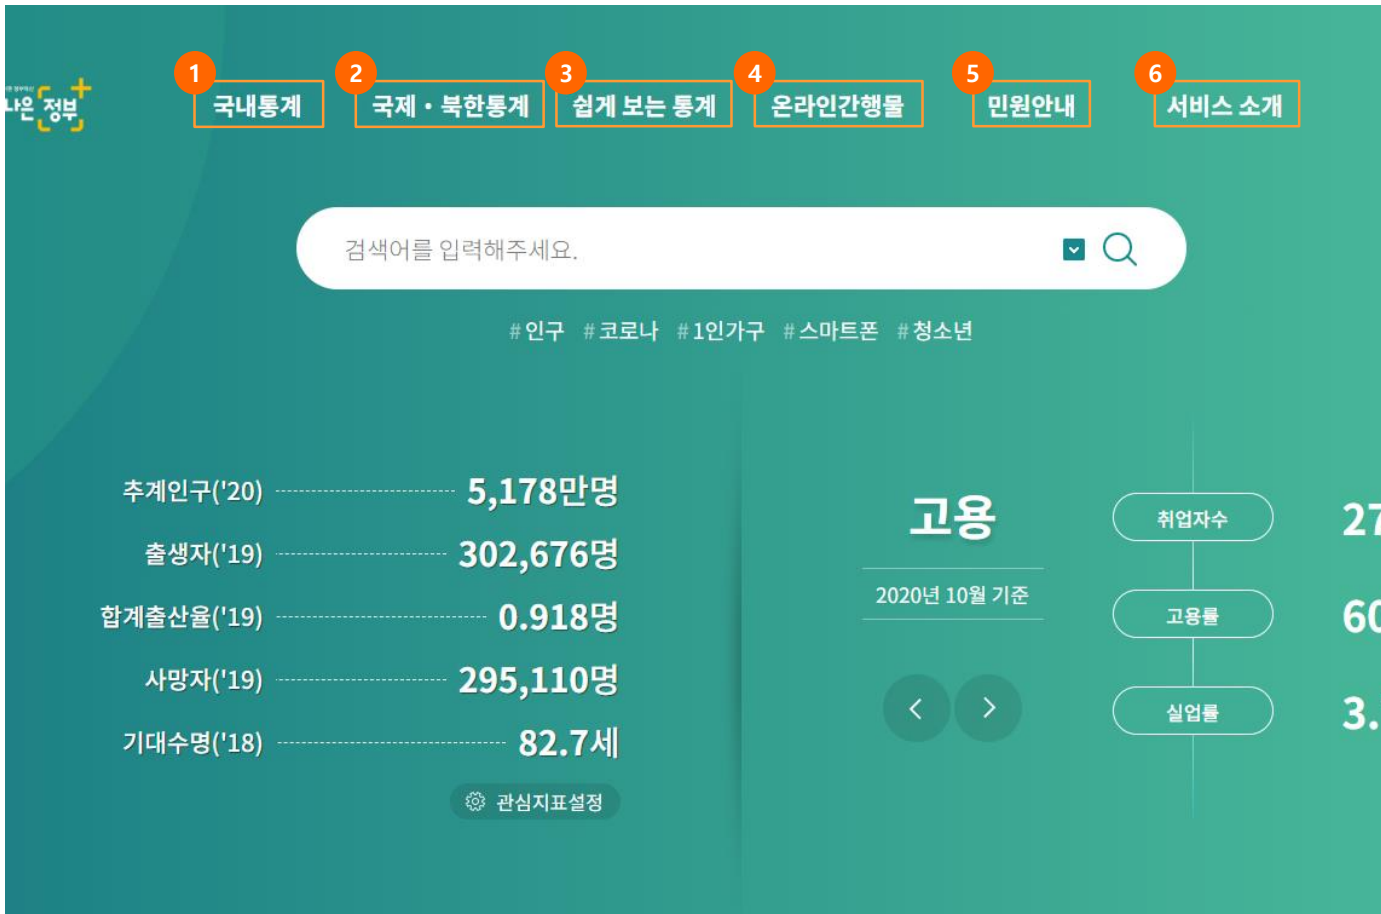 1 2 3 4 5 6
나은 정부
국내통계 국제・북한통계 쉽게 보는 통계 온라인간행물 민원안내 서비스 소개
검색어를 입력해주세요.
#인구 #코로나 #1인가구 #스마트폰 #청소년
추계인구('20) 5,178만명
출생자('19) 302,676명
합계출산율('19) 0.918명
사망자('19) 295,110명
기대수명('18) 82.7세
관심지표설정
고용
2020년 10월 기준
취업자수 27
고용률 60
실업률 3.